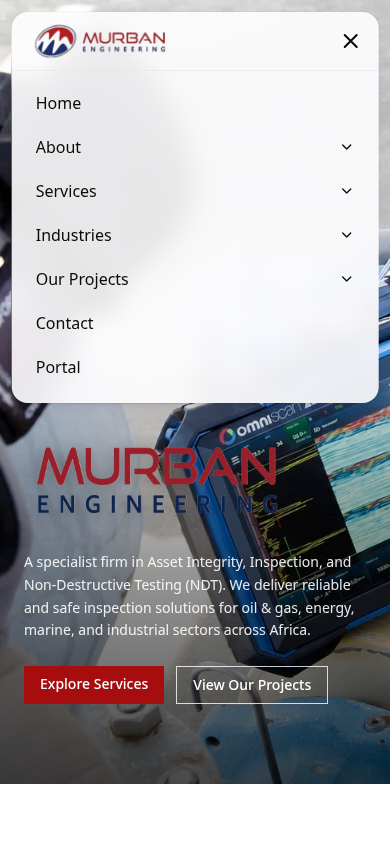 MURBAN
ENGINEERING
Home
About
Services
Industries
Our Projects
Contact
Portal
omniscan
MURBAN
ENGINEERING
A specialist firm in Asset Integrity, Inspection, and
Non-Destructive Testing (NDT). We deliver reliable
and safe inspection solutions for oil & gas, energy,
marine, and industrial sectors across Africa.
Explore Services
View Our Projects